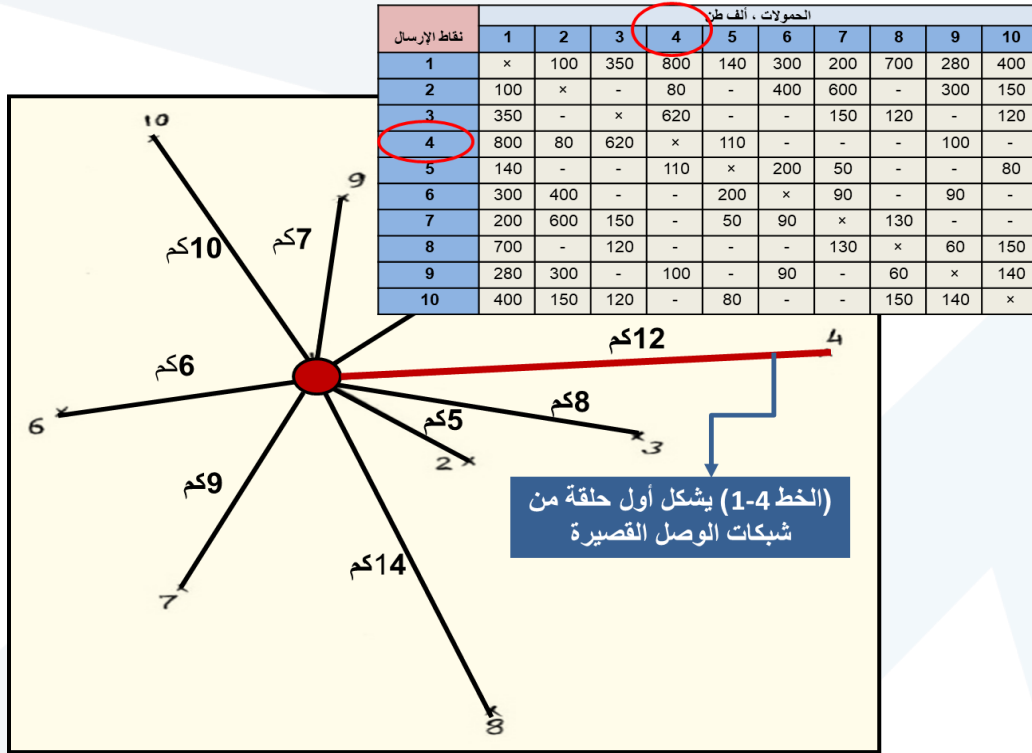 الحمولات ، ألف طن
نقاط الإرسال 1 2 3 4 5 6 7 8 9 10
1 × 100 350 800 140 300 200 700 280 400
2 100 × - 80 - 400 600 - 300 150
3 350 - × 620 - - 150 120 - 120
4 800 80 620 × 110 - - - 100 -
5 140 - - 110 × 200 50 - - 80
6 300 400 - - 200 × 90 - 90 -
7 200 600 150 - 50 90 × 130 - -
8 700 - 120 - - - 130 × 60 150
9 280 300 - 100 - 90 - 60 × 140
10 400 150 120 - 80 - - 150 140 ×
10
9
7كم
10كم
12كم
4
6كم
8كم
5كم
6
2
3
9كم
(الخط 4-1) يشكل أول حلقة من
شبكات الوصل القصيرة
14كم
7
8